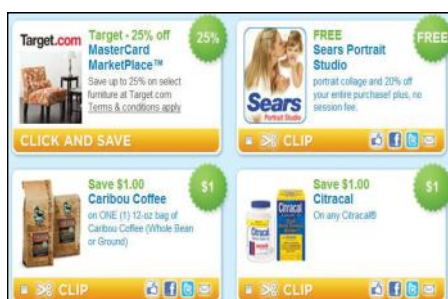 Target.com
Target - 25% off
MasterCard
MarketPlace™
Save up to 25% on select
furniture at Target.com
Terms & conditions apply
25%
CLICK AND SAVE
Sears
Portrait Studio
FREE
Sears Portrait
Studio
portrait collage and 20% off
your entire purchase! plus, no
session fee.
FREE
CLIP
Save $1.00
Caribou Coffee
on ONE (1) 12-oz bag of
Caribou Coffee (Whole Bean
or Ground)
$1
CLIP
Citracal
Citracal
Save $1.00
Citracal
On any Citracal®
$1
CLIP